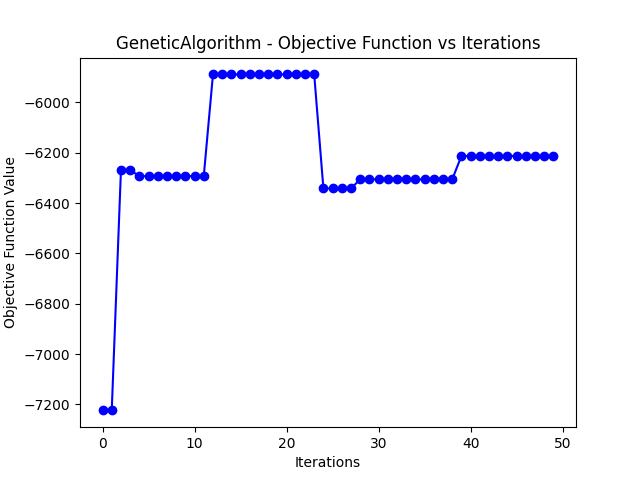 GeneticAlgorithm - Objective Function vs Iterations
Objective Function Value
−6000
−6200
−6400
−6600
−6800
−7000
−7200
0 10 20 30 40 50
Iterations